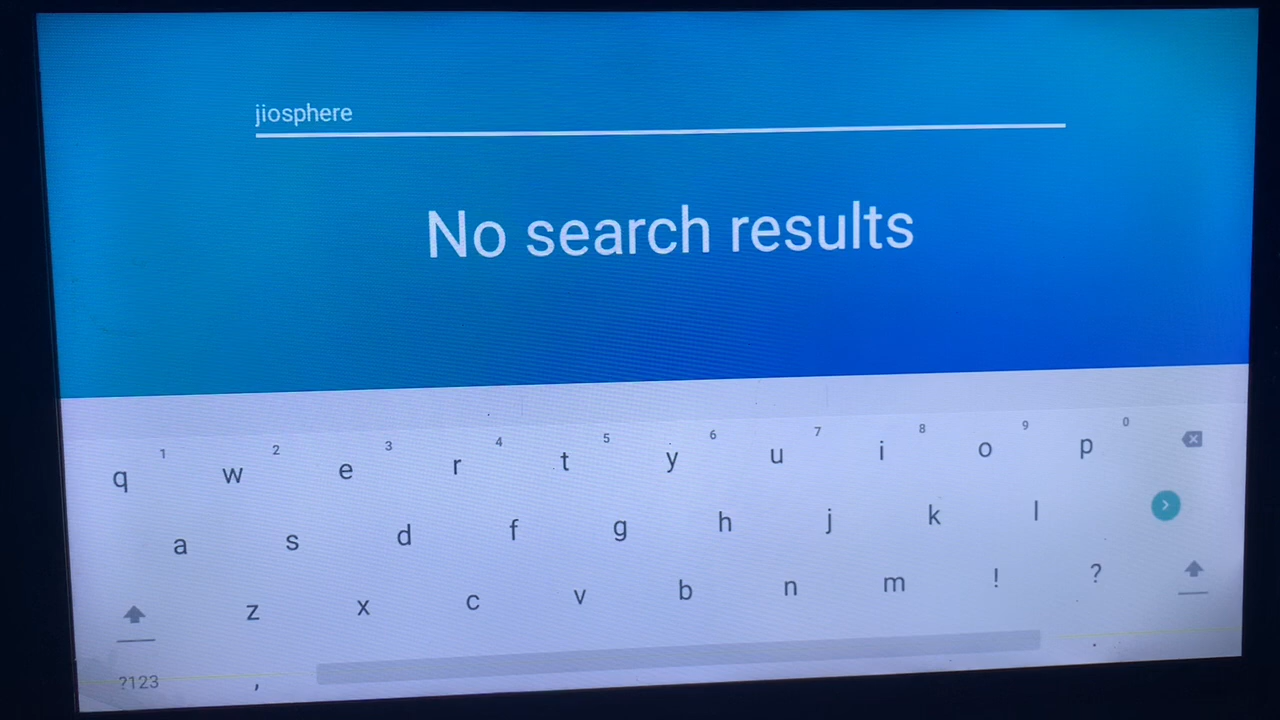 jiosphere
No search results
q 1 w 2 e 3 r 4 t 5 y 6 u 7 i 8 o 9 p 0
a s d f g h j k l
z x c v b n m ! ?
?123 , .